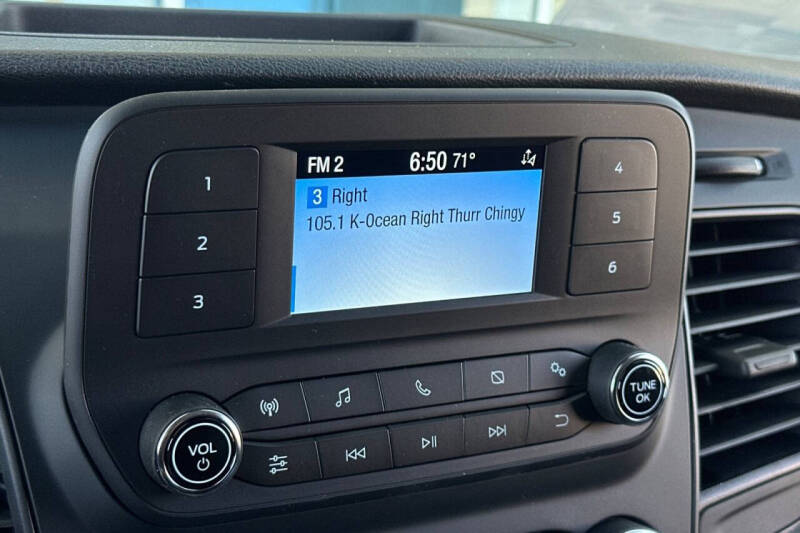 FM 2 6:50 71°
3 Right
105.1 K-Ocean Right Thurr Chingy
1
2
3
4
5
6
VOL
TUNE
OK